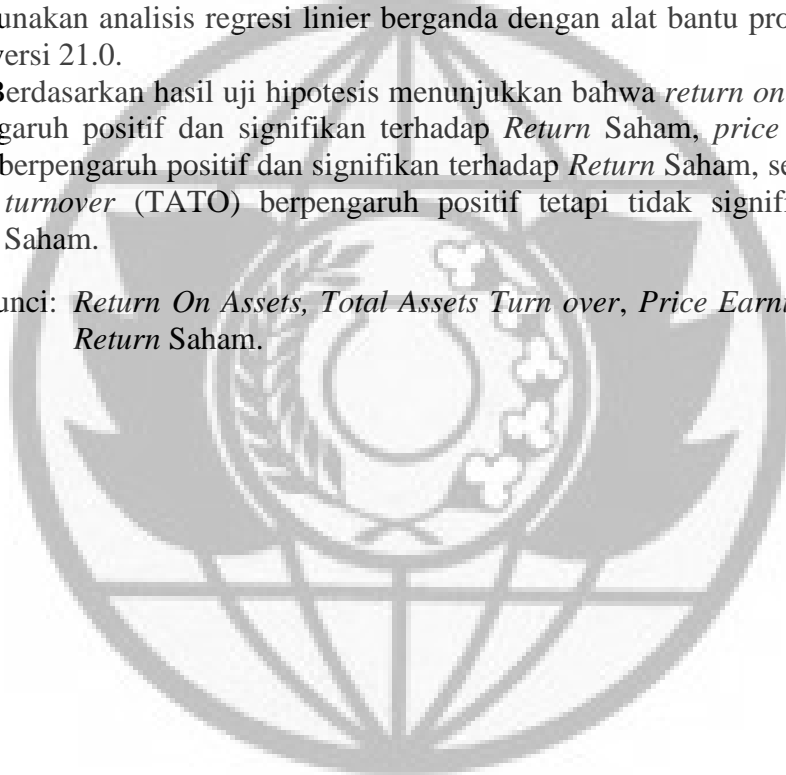 unakan analisis regresi linier berganda dengan alat bantu pro
versi 21.0.
Berdasarkan hasil uji hipotesis menunjukkan bahwa return on
garuh positif dan signifikan terhadap Return Saham, price
berpengaruh positif dan signifikan terhadap Return Saham, se
turnover (TATO) berpengaruh positif tetapi tidak signifi
Saham.
unci: Return On Assets, Total Assets Turn over, Price Earni
Return Saham.